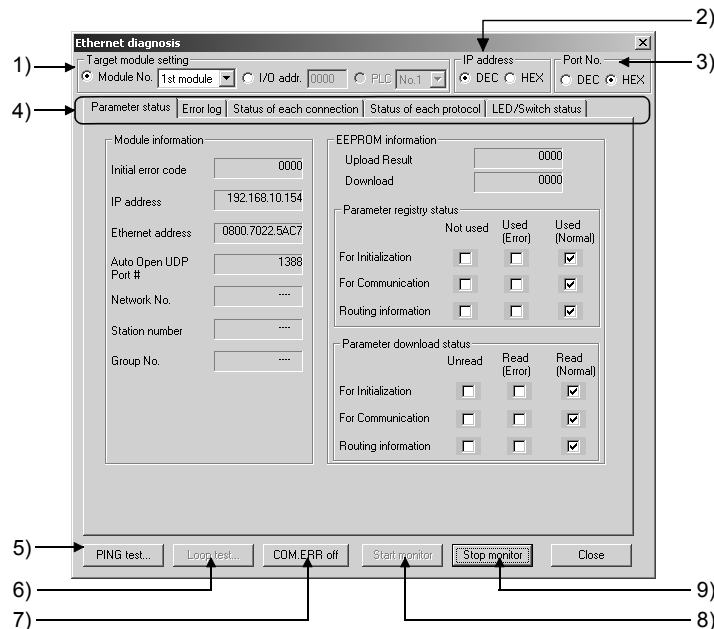 2)
Ethernet diagnosis
Target module setting
IP address
Port No.
3)
1)
Module No. 1st module I/O addr. 0000 PLC No.1
DEC HEX
DEC HEX
4)
Parameter status Error log Status of each connection Status of each protocol LED/Switch status
Module information
Initial error code 0000
IP address 192.168.10.154
Ethernet address 0800.7022.5AC7
Auto Open UDP
Port # 1388
Network No. ----
Station number ----
Group No. ----
EEPROM information
Upload Result 0000
Download 0000
Parameter registry status
Not used Used (Error) Used (Normal)
For Initialization
For Communication
Routing information
Parameter download status
Unread Read (Error) Read (Normal)
For Initialization
For Communication
Routing information
5)
PING test... Loop test... COM.ERR off Start monitor Stop monitor Close
6)
9)
7)
8)